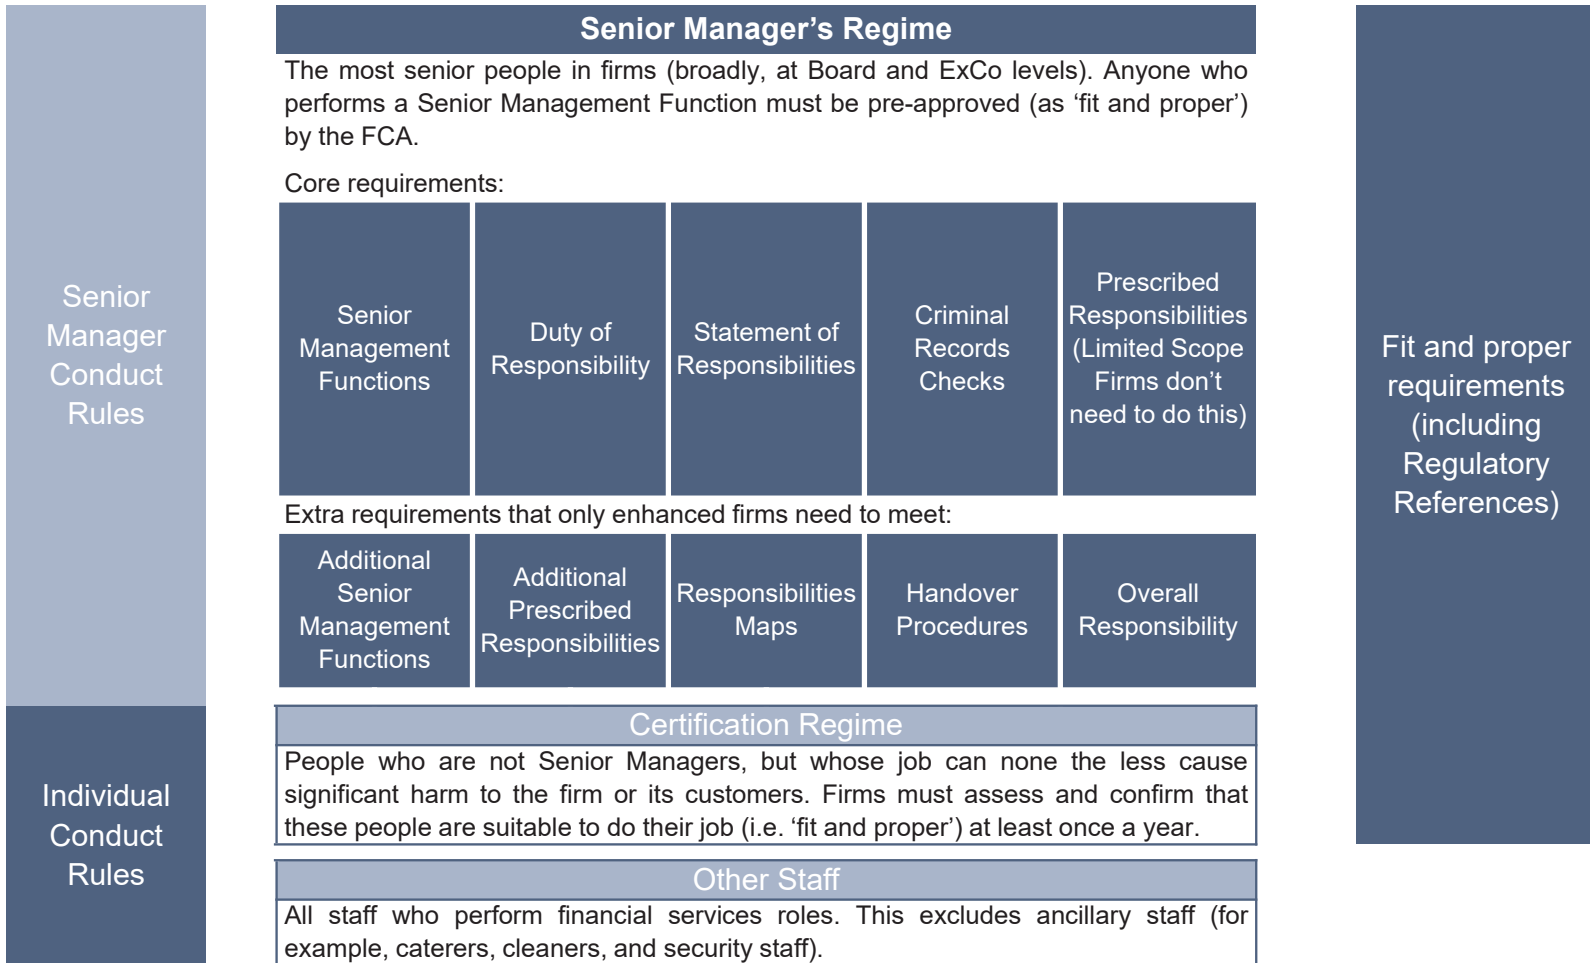 Senior Manager’s Regime
The most senior people in firms (broadly, at Board and ExCo levels). Anyone who
performs a Senior Management Function must be pre-approved (as ‘fit and proper’)
by the FCA.
Core requirements:
Senior
Management
Functions
Duty of
Responsibility
Statement of
Responsibilities
Criminal
Records
Checks
Prescribed
Responsibilities
(Limited Scope
Firms don’t
need to do this)
Extra requirements that only enhanced firms need to meet:
Additional
Senior
Management
Functions
Additional
Prescribed
Responsibilities
Responsibilities
Maps
Handover
Procedures
Overall
Responsibility
Certification Regime
People who are not Senior Managers, but whose job can none the less cause
significant harm to the firm or its customers. Firms must assess and confirm that
these people are suitable to do their job (i.e. ‘fit and proper’) at least once a year.
Other Staff
All staff who perform financial services roles. This excludes ancillary staff (for
example, caterers, cleaners, and security staff).
Senior
Manager
Conduct
Rules
Individual
Conduct
Rules
Fit and proper
requirements
(including
Regulatory
References)